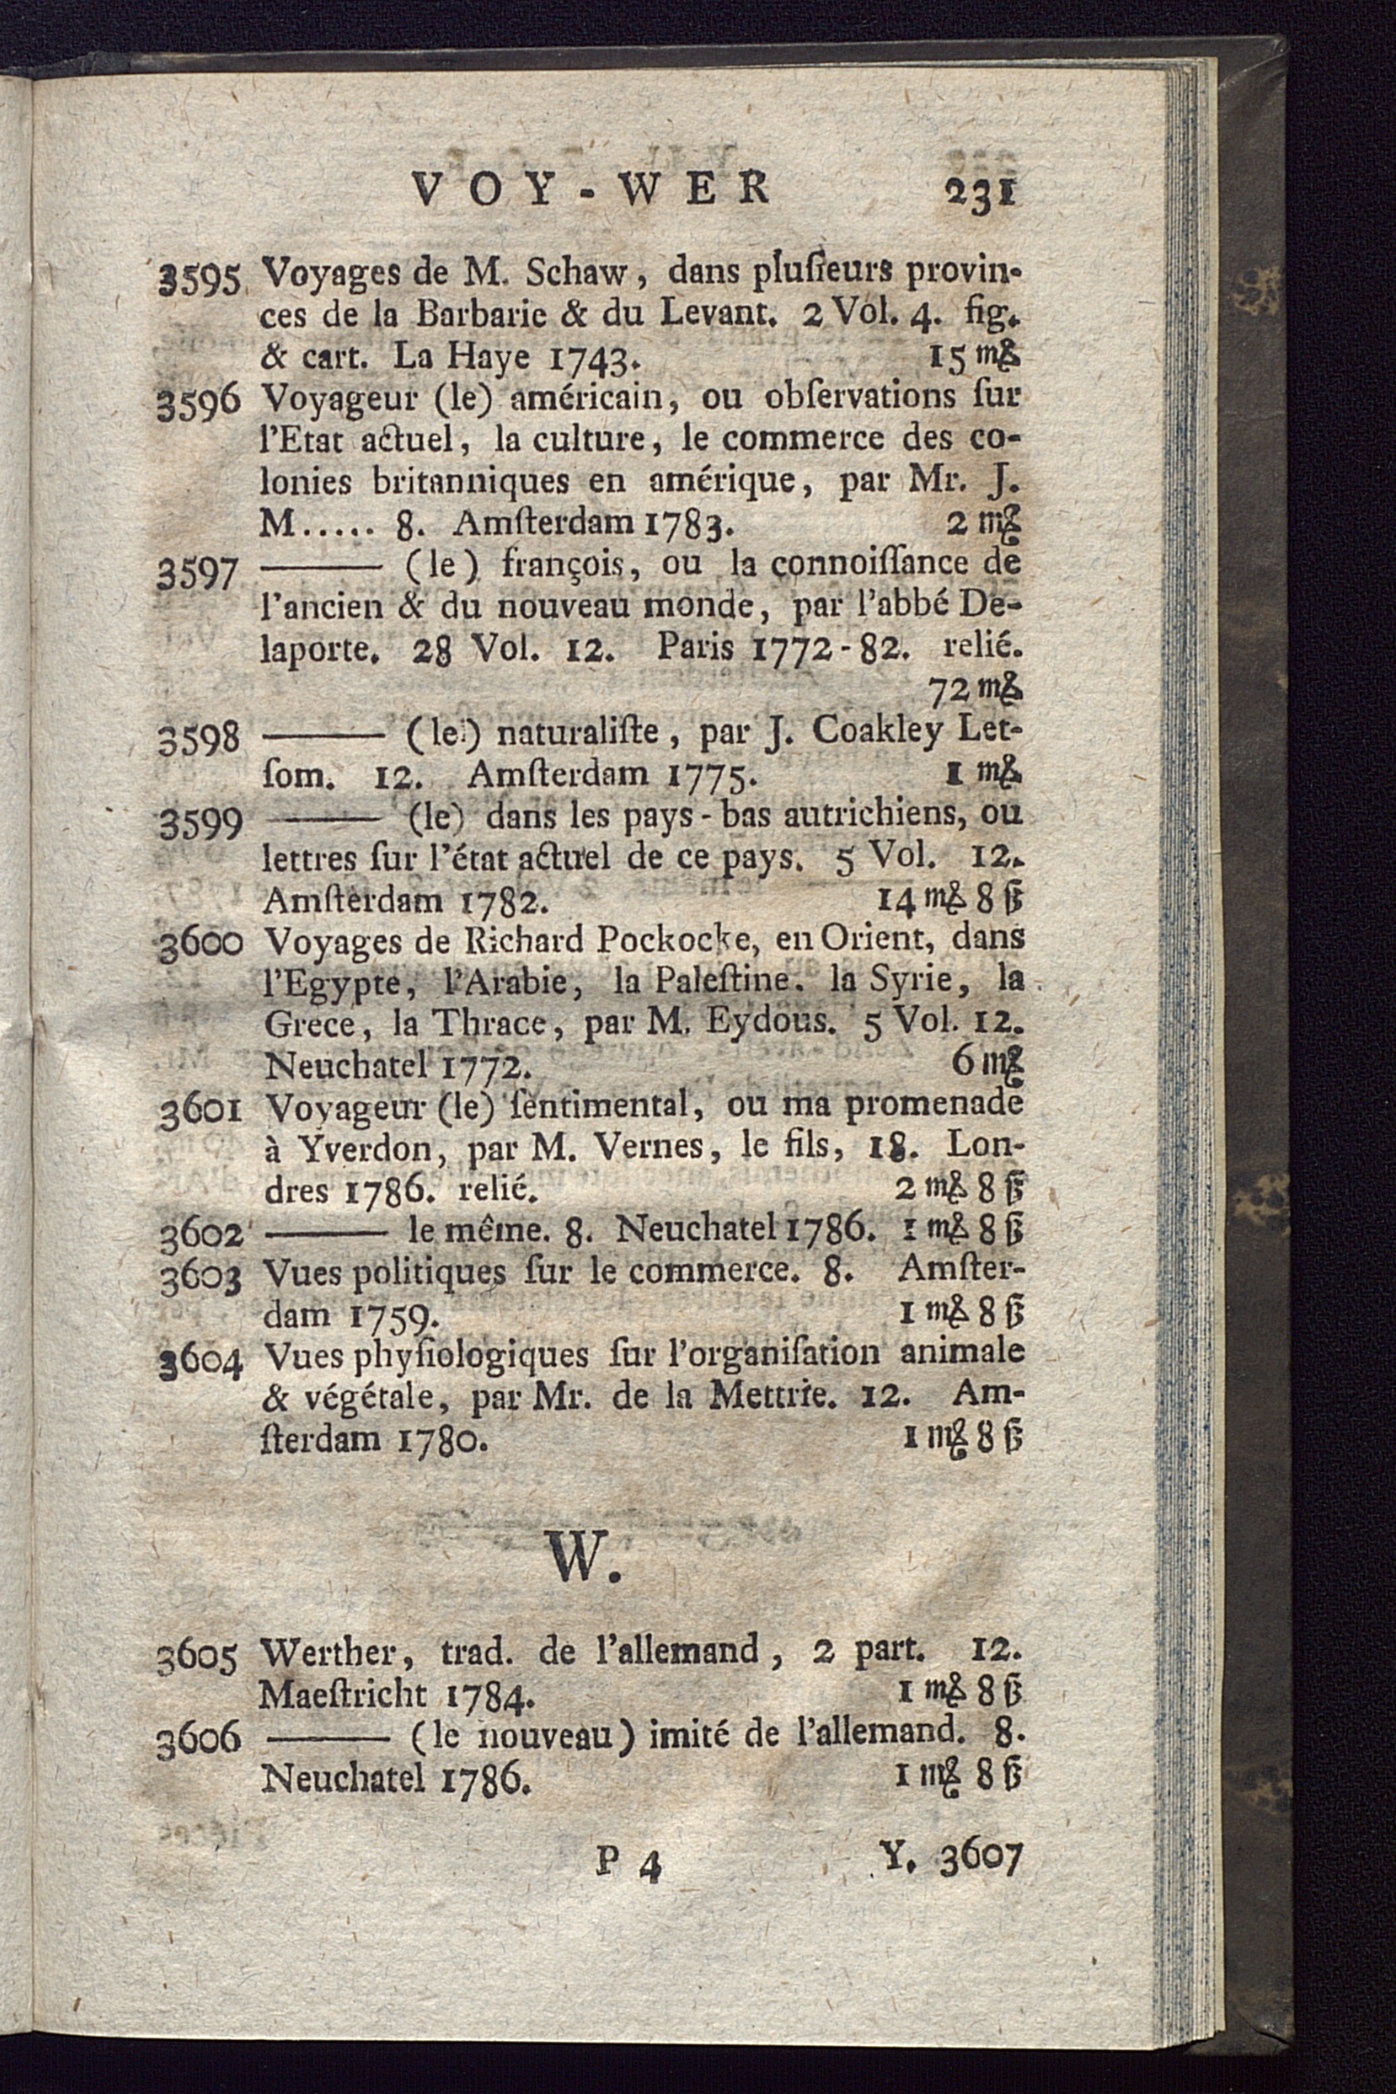 VOY-WER 231
3595 Voyages de M. Schaw, dans pluſieurs provin-
ces de la Barbarie & du Levant. 2 Vol. 4. fig.
& cart. La Haye 1743. 15 m&
3596 Voyageur (le) américain, ou obſervations ſur
l'Etat actuel, la culture, le commerce des co-
lonies britanniques en amérique, par Mr. J.
M..... 8. Amſterdam 1783. 2 m&
3597 —— (le) françois, ou la connoiſſance de
l'ancien & du nouveau monde, par l'abbé De-
laporte. 28 Vol. 12. Paris 1772-82. relié.
72 m&
3598 —— (le) naturaliſte, par J. Coakley Let-
ſom. 12. Amſterdam 1775. 1 m&
3599 —— (le) dans les pays-bas autrichiens, ou
lettres ſur l'état actuel de ce pays. 5 Vol. 12.
Amſterdam 1782. 14 m& 8 ß
3600 Voyages de Richard Pockocke, en Orient, dans
l'Egypte, l'Arabie, la Paleſtine. la Syrie, la
Grece, la Thrace, par M. Eydous. 5 Vol. 12.
Neuchatel 1772. 6 m&
3601 Voyageur (le) ſentimental, ou ma promenade
à Yverdon, par M. Vernes, le fils, 18. Lon-
dres 1786. relié. 2 m& 8 ß
3602 —— le même. 8. Neuchatel 1786. 1 m& 8 ß
3603 Vues politiques ſur le commerce. 8. Amſter-
dam 1759. 1 m& 8 ß
3604 Vues phyſiologiques ſur l'organiſation animale
& végétale, par Mr. de la Mettrie. 12. Am-
ſterdam 1780. 1 m& 8 ß
W.
3605 Werther, trad. de l'allemand, 2 part. 12.
Maeſtricht 1784. 1 m& 8 ß
3606 —— (le nouveau) imité de l'allemand. 8.
Neuchatel 1786. 1 m& 8 ß
P 4 Y. 3607